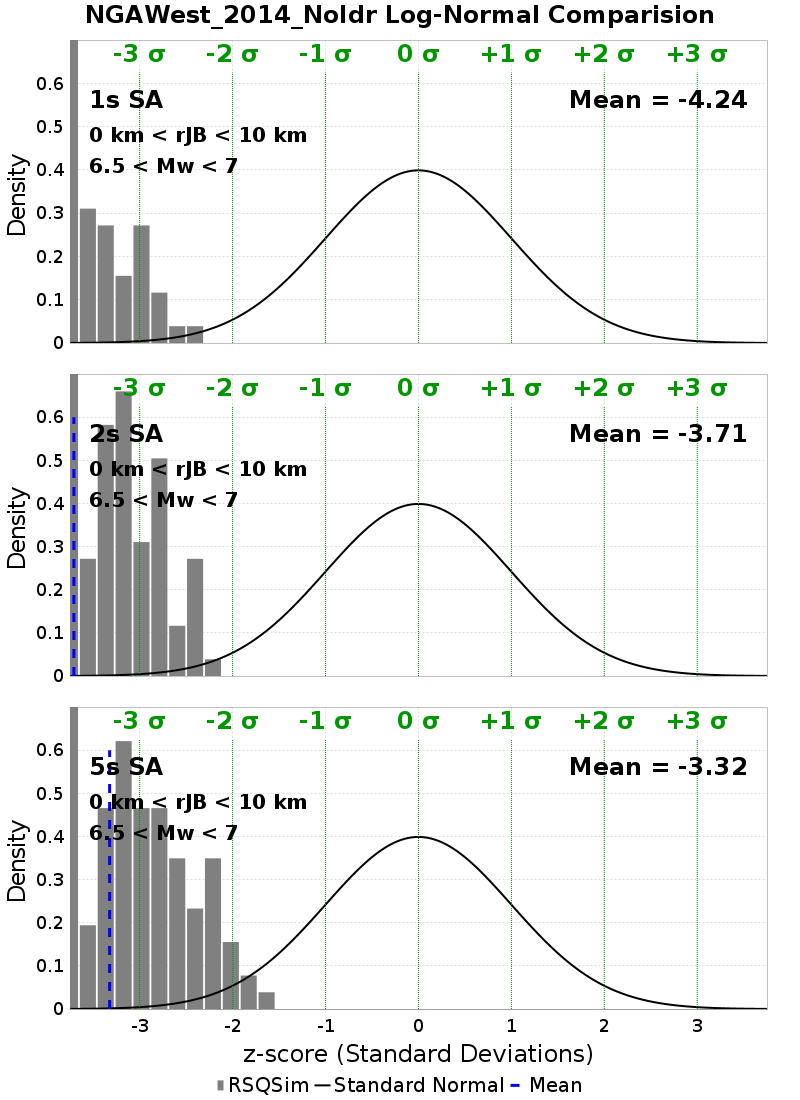 NGAWest_2014_NoIdr Log-Normal Comparision
-3 σ -2 σ -1 σ 0 σ +1 σ +2 σ +3 σ
1s SA
Mean = -4.24
0 km < rJB < 10 km
6.5 < Mw < 7
0.6
0.5
0.4
0.3
0.2
0.1
0
Density
-3 σ -2 σ -1 σ 0 σ +1 σ +2 σ +3 σ
2s SA
Mean = -3.71
0 km < rJB < 10 km
6.5 < Mw < 7
0.6
0.5
0.4
0.3
0.2
0.1
0
Density
-3 σ -2 σ -1 σ 0 σ +1 σ +2 σ +3 σ
5s SA
Mean = -3.32
0 km < rJB < 10 km
6.5 < Mw < 7
0.6
0.5
0.4
0.3
0.2
0.1
0
Density
-3 -2 -1 0 1 2 3
z-score (Standard Deviations)
RSQSim Standard Normal Mean